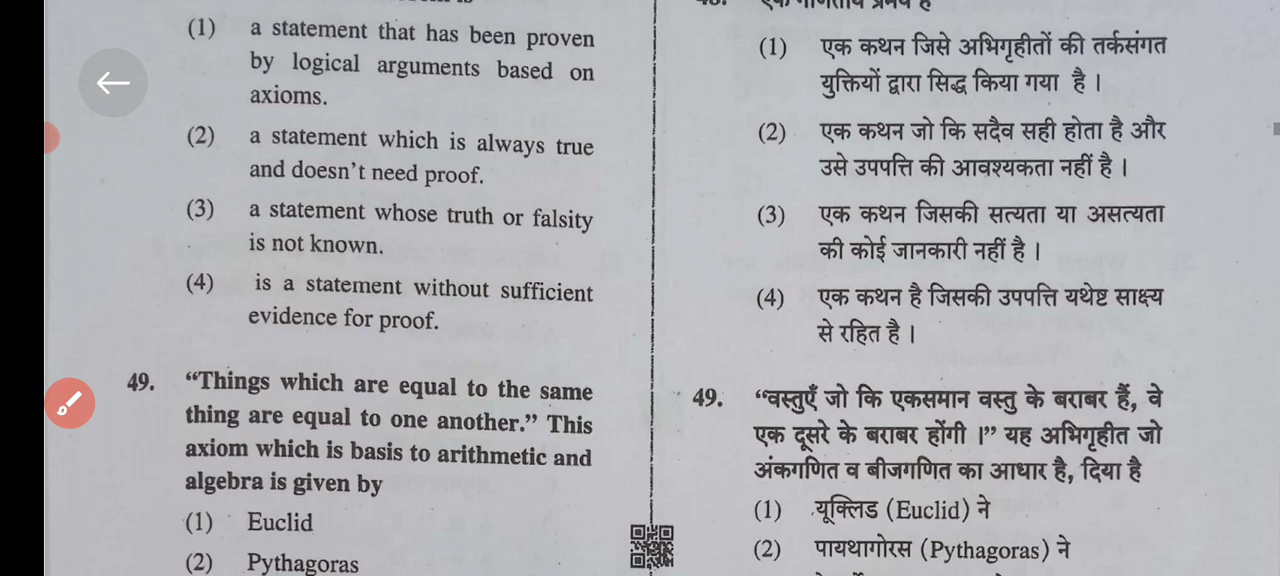 (1) a statement that has been proven
by logical arguments based on
axioms.
(2) a statement which is always true
and doesn't need proof.
(3) a statement whose truth or falsity
is not known.
(4) is a statement without sufficient
evidence for proof.
49. “Things which are equal to the same
thing are equal to one another.” This
axiom which is basis to arithmetic and
algebra is given by
(1) Euclid
(2) Pythagoras
(1) एक कथन जिसे अभिगृहीतों की तर्कसंगत
युक्तियों द्वारा सिद्ध किया गया है ।
(2) एक कथन जो कि सदैव सही होता है और
उसे उपपत्ति की आवश्यकता नहीं है ।
(3) एक कथन जिसकी सत्यता या असत्यता
की कोई जानकारी नहीं है ।
(4) एक कथन है जिसकी उपपत्ति यथेष्ट साक्ष्य
से रहित है ।
49. “वस्तुएँ जो कि एकसमान वस्तु के बराबर हैं, वे
एक दूसरे के बराबर होंगी ।” यह अभिगृहीत जो
अंकगणित व बीजगणित का आधार है, दिया है
(1) यूक्लिड (Euclid) ने
(2) पायथागोरस (Pythagoras) ने